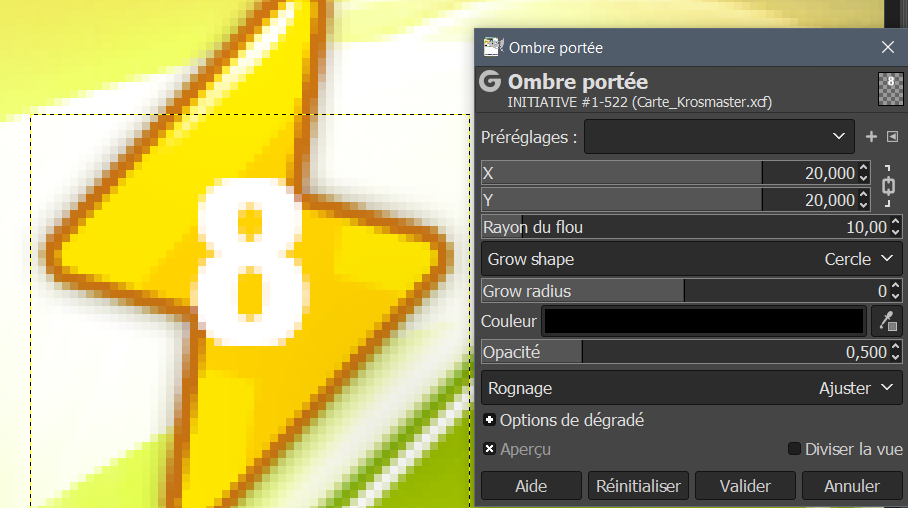 8
Ombre portée
G Ombre portée
8
INITIATIVE #1-522 (Carte_Krosmaster.xcf)
Préréglages :
X 20,000
Y 20,000
Rayon du flou 10,00
Grow shape Cercle
Grow radius 0
Couleur
Opacité 0,500
Rognage Ajuster
Options de dégradé
Aperçu Diviser la vue
Aide Réinitialiser Valider Annuler